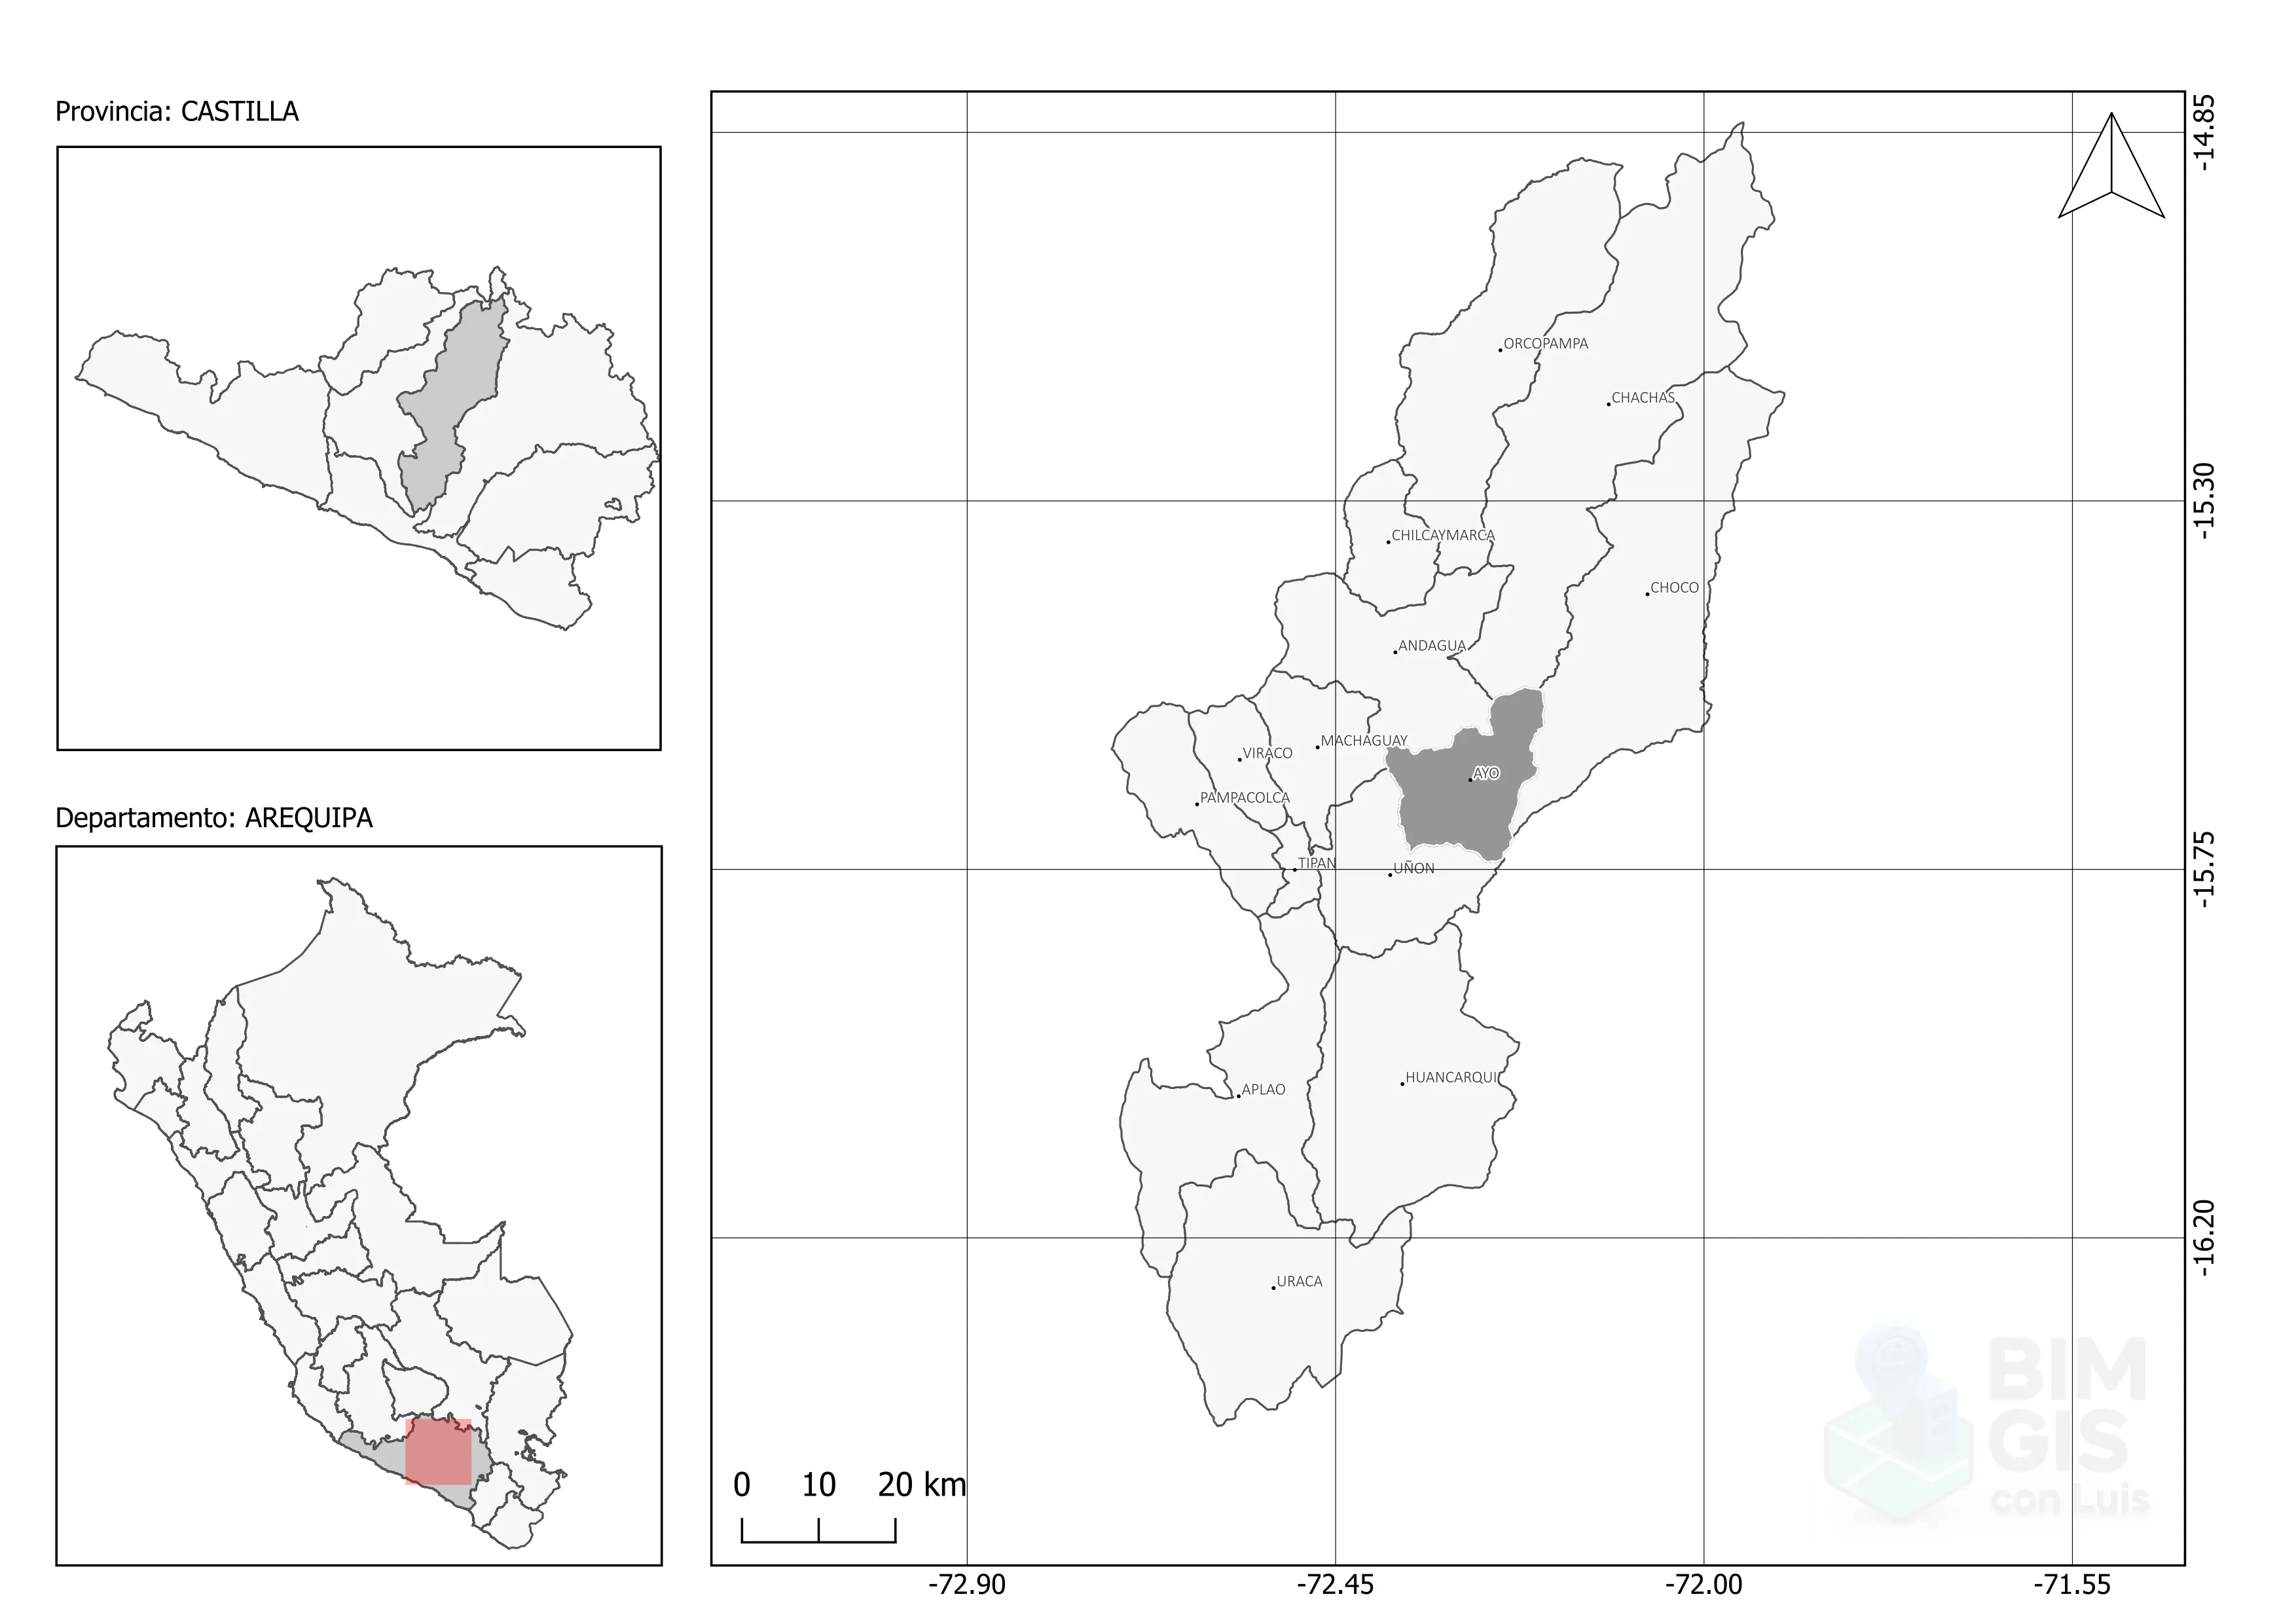 Provincia: CASTILLA
Departamento: AREQUIPA
ORCOPAMPA
CHACHAS
CHILCAYMARCA
CHOCO
ANDAGUA
MACHAGUAY
VIRACO
AYO
PAMPACOLCA
TIPAN
UÑON
HUANCARQUI
APLAO
URACA
0 10 20 km
-14.85
-15.30
-15.75
-16.20
-72.90 -72.45 -72.00 -71.55
BIM
GIS
con Luis